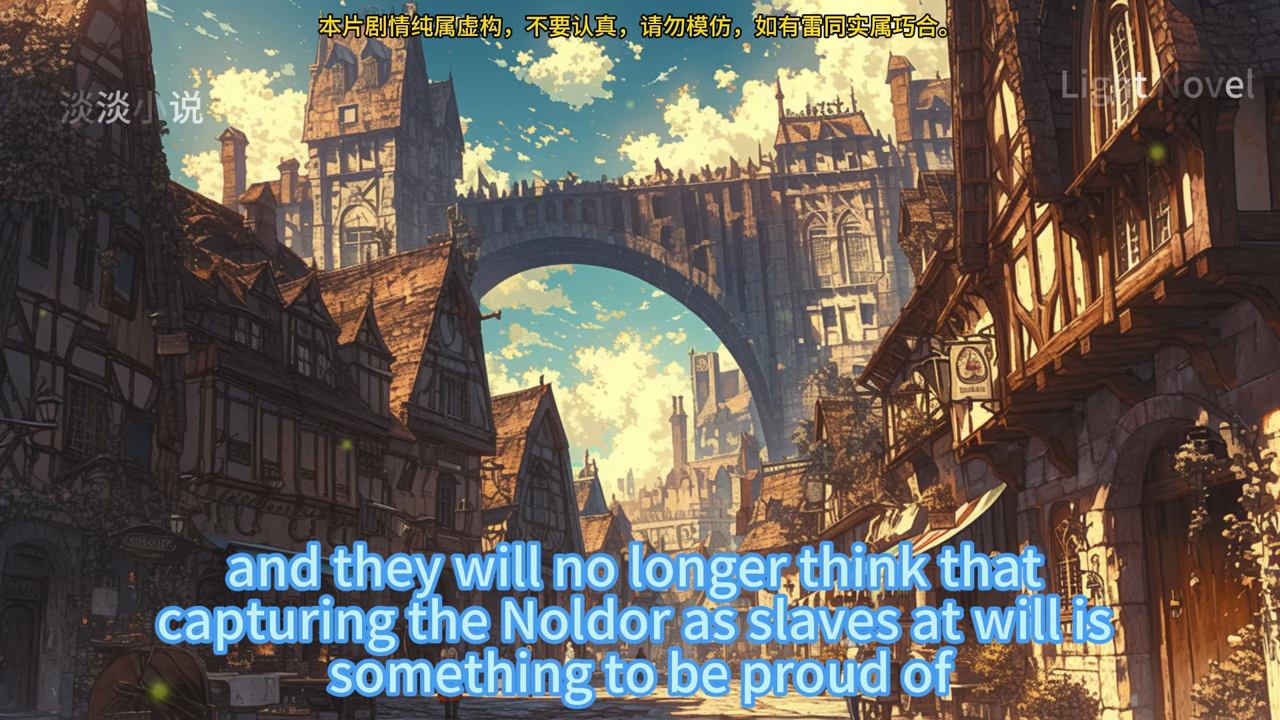 本片剧情纯属虚构，不要认真，请勿模仿，如有雷同实属巧合。
淡淡小说
Light Novel
and they will no longer think that
capturing the Noldor as slaves at will is
something to be proud of